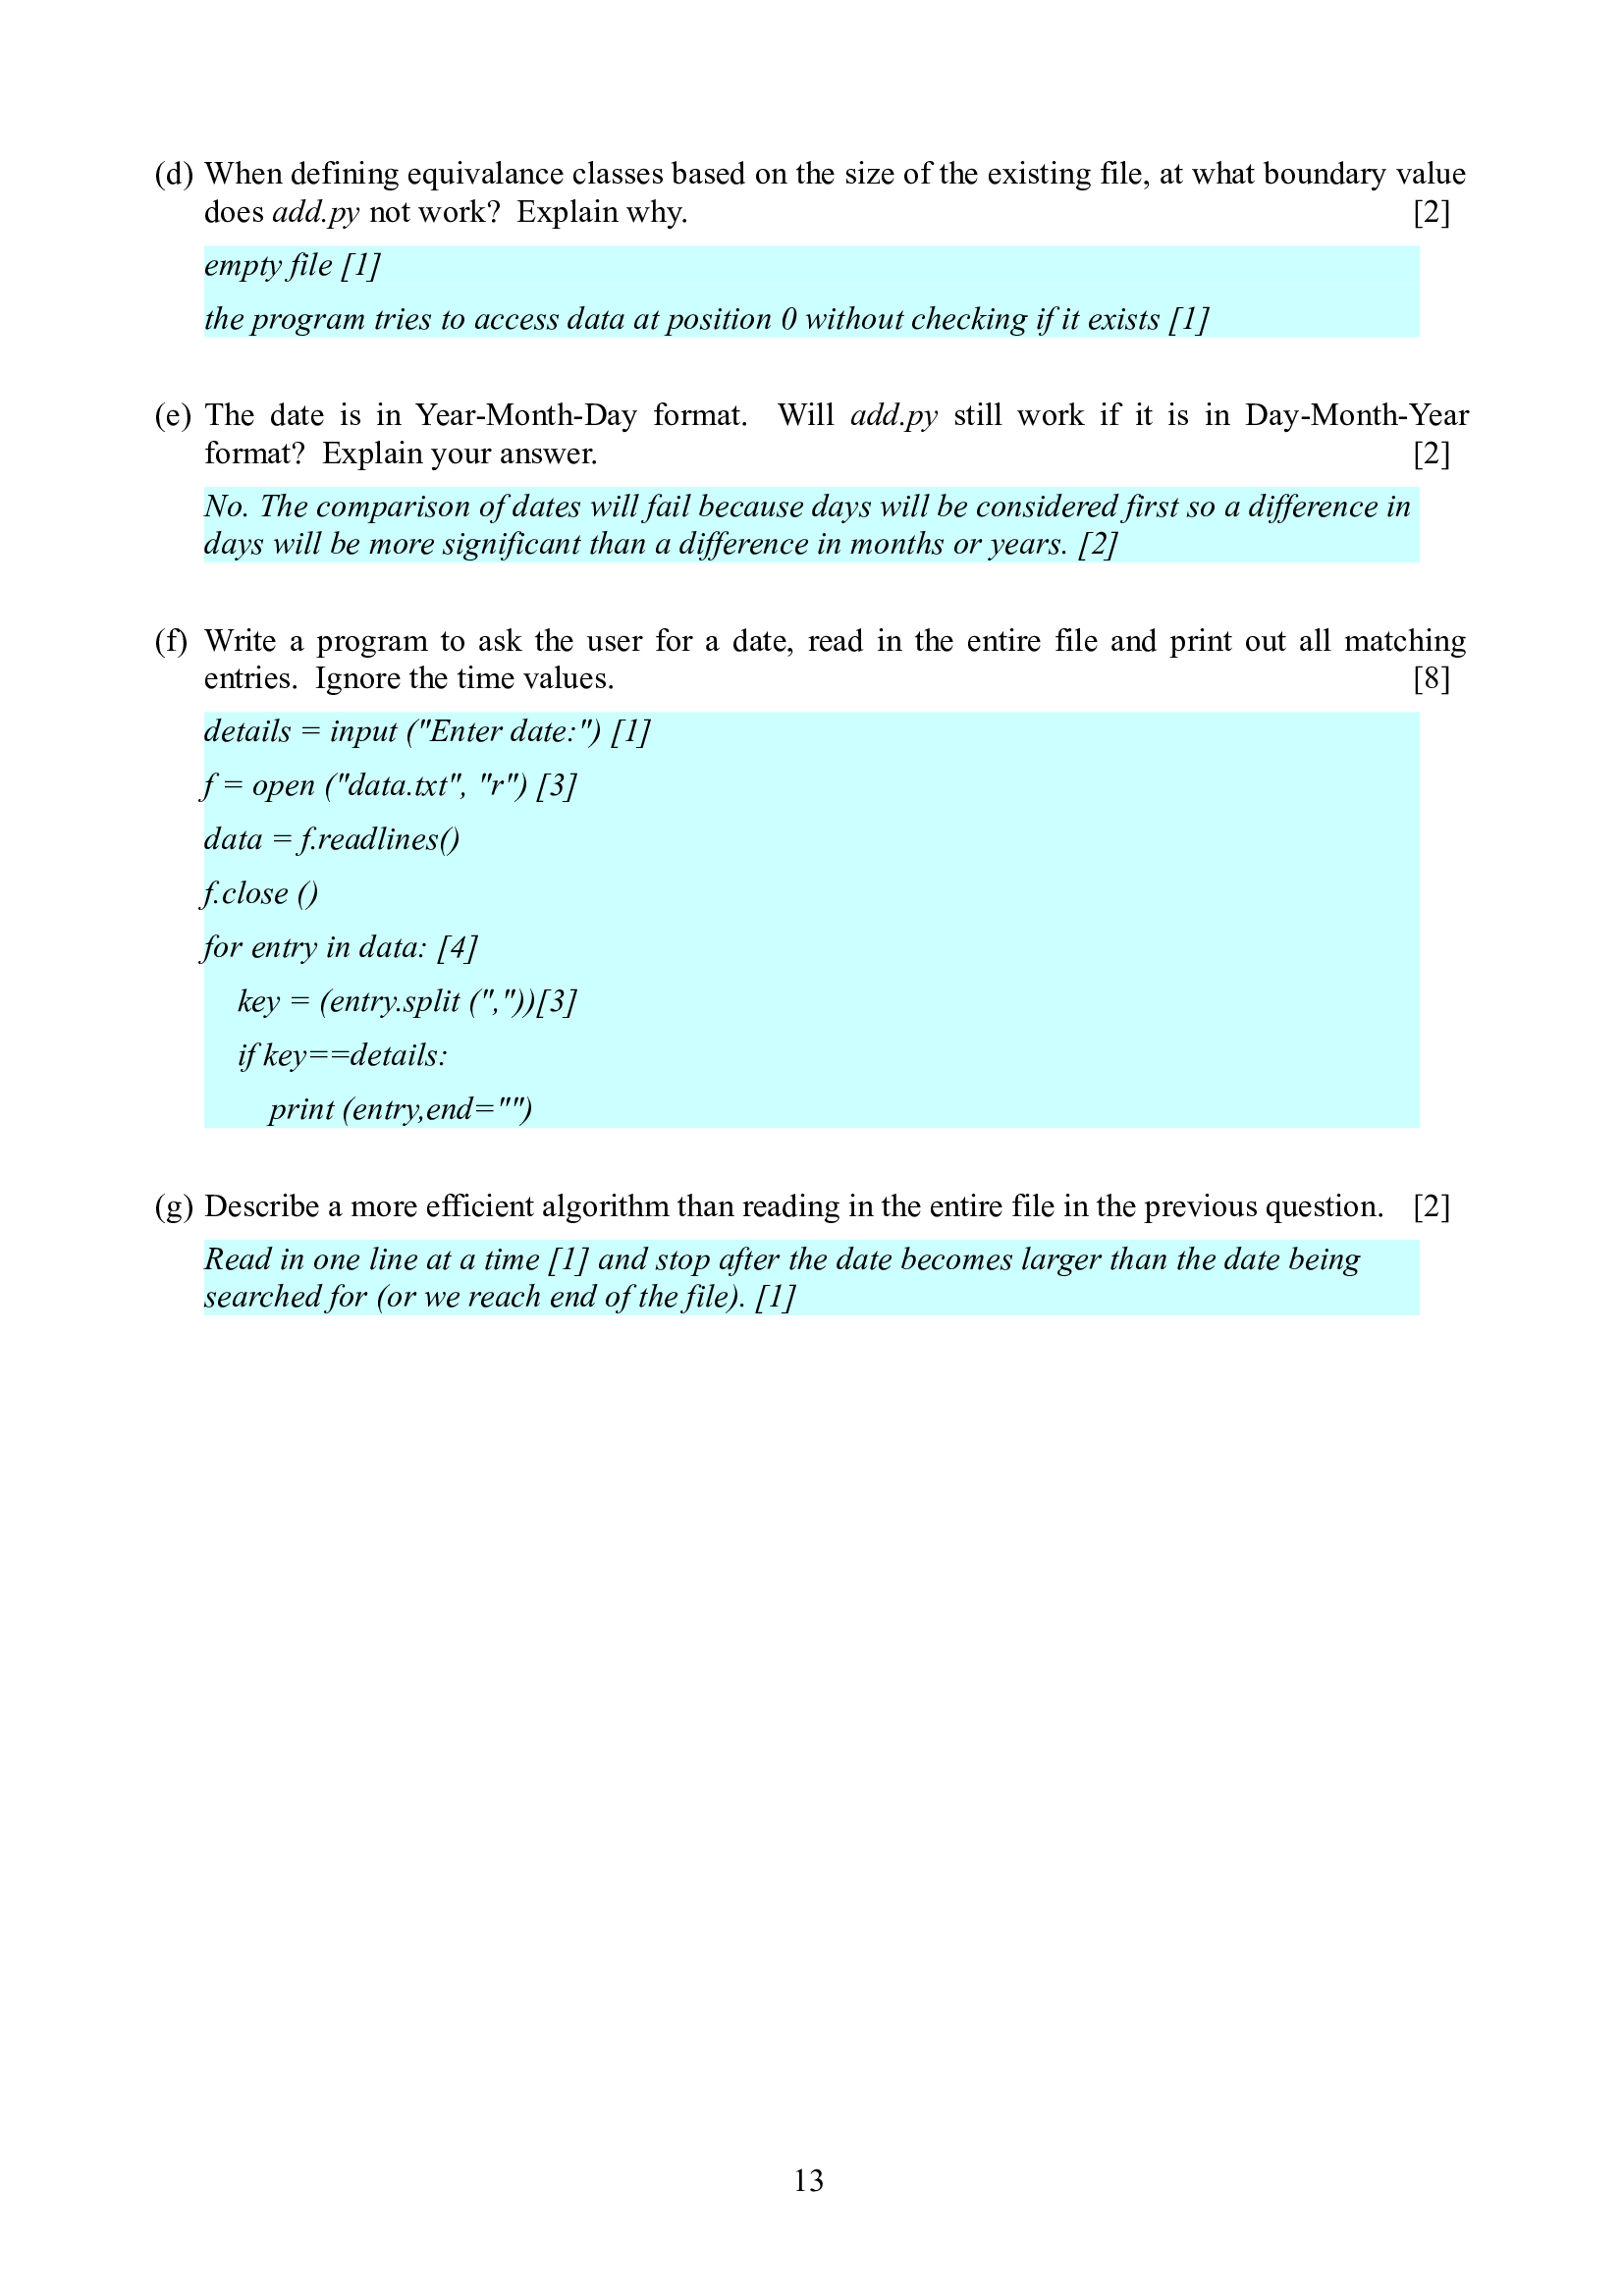 (d) When defining equivalance classes based on the size of the existing file, at what boundary value
does add.py not work?  Explain why. [2]
empty file [1]
the program tries to access data at position 0 without checking if it exists [1]
(e) The date is in Year-Month-Day format.  Will add.py still work if it is in Day-Month-Year
format?  Explain your answer. [2]
No. The comparison of dates will fail because days will be considered first so a difference in
days will be more significant than a difference in months or years. [2]
(f) Write a program to ask the user for a date, read in the entire file and print out all matching
entries.  Ignore the time values. [8]
details = input ("Enter date:") [1]
f = open ("data.txt", "r") [3]
data = f.readlines()
f.close ()
for entry in data: [4]
key = (entry.split (","))[3]
if key==details:
print (entry,end="")
(g) Describe a more efficient algorithm than reading in the entire file in the previous question. [2]
Read in one line at a time [1] and stop after the date becomes larger than the date being
searched for (or we reach end of the file). [1]
13